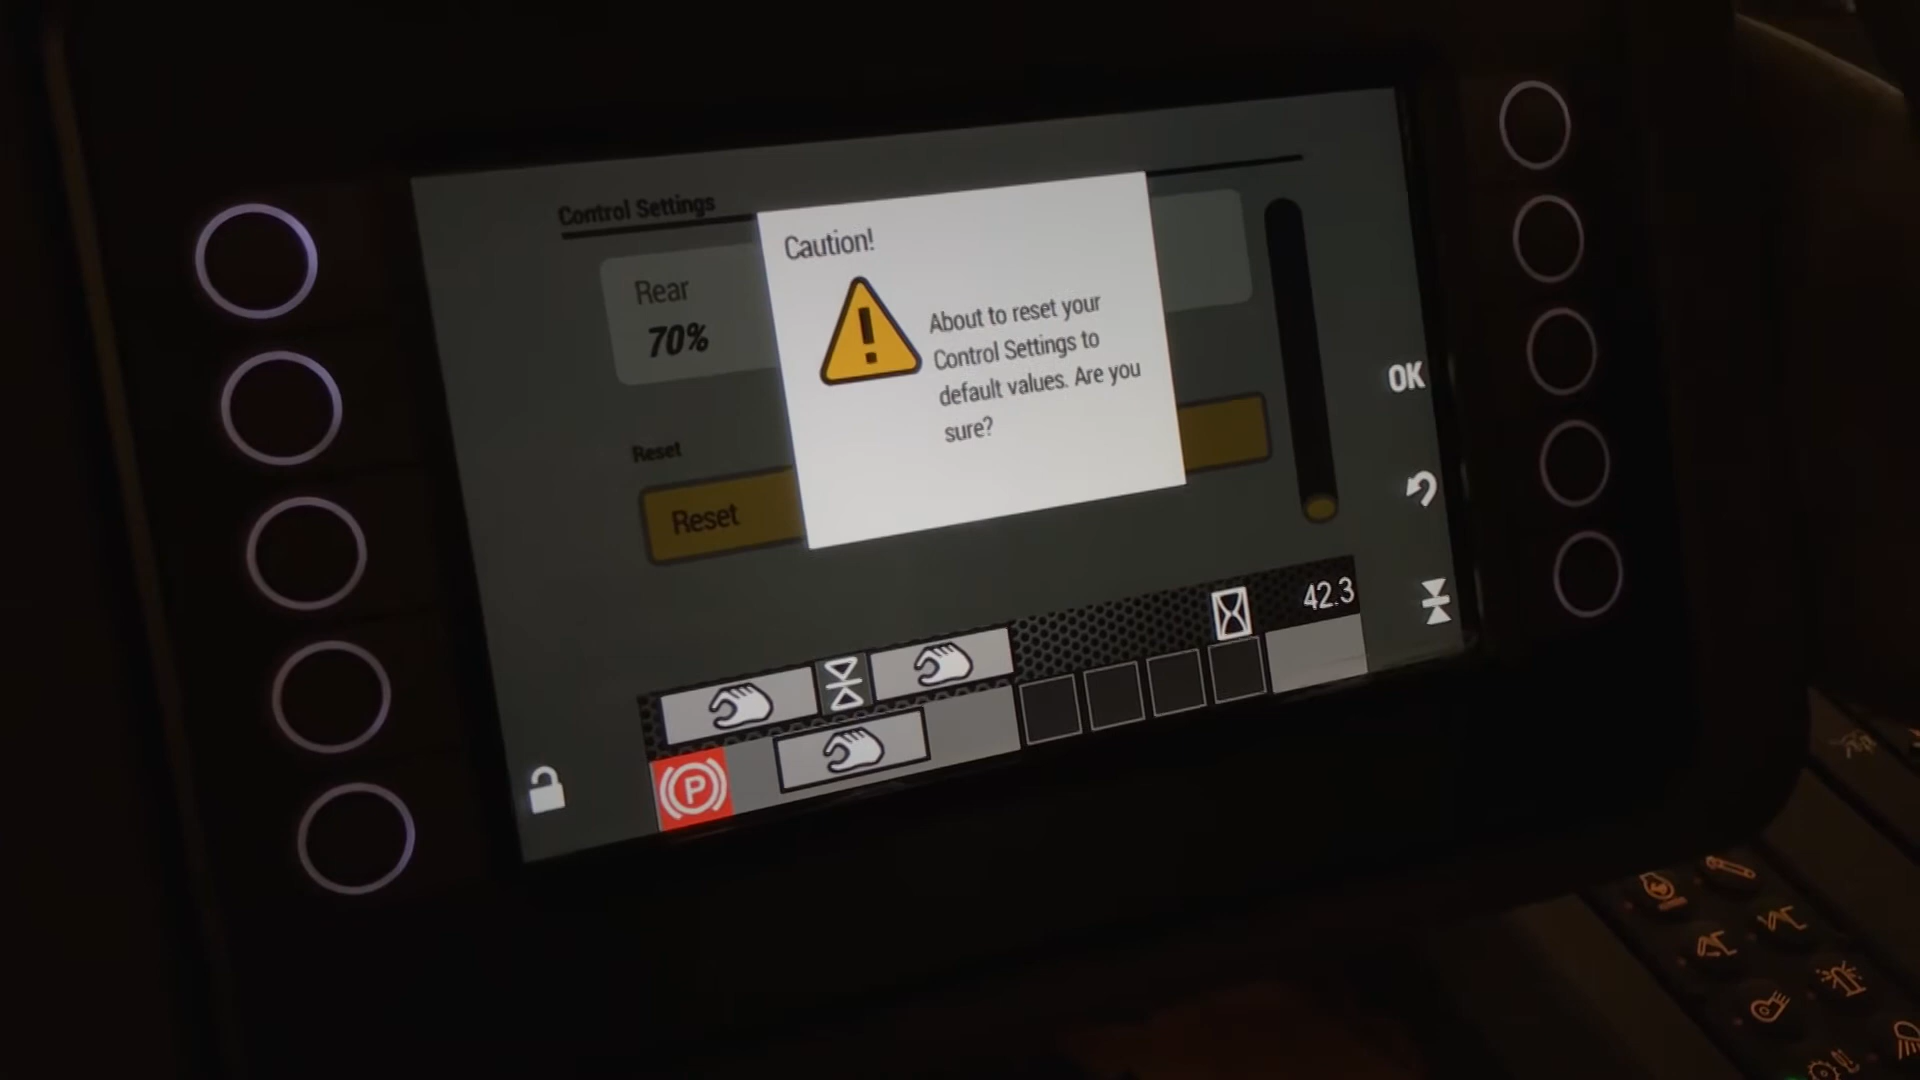 Control Settings
Rear
70%
Caution!
About to reset your
Control Settings to
default values. Are you
sure?
OK
Reset
Reset
42.3
P